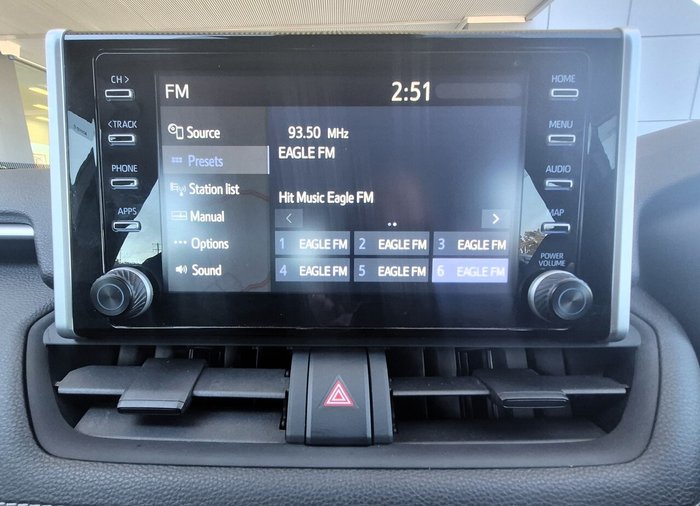 CH >
< TRACK
PHONE
APPS
FM
2:51
Source
Presets
Station list
Manual
Options
Sound
93.50 MHz
EAGLE FM
Hit Music Eagle FM
< >
1 EAGLE FM 2 EAGLE FM 3 EAGLE FM
4 EAGLE FM 5 EAGLE FM 6 EAGLE FM
HOME
MENU
AUDIO
MAP
POWER
VOLUME